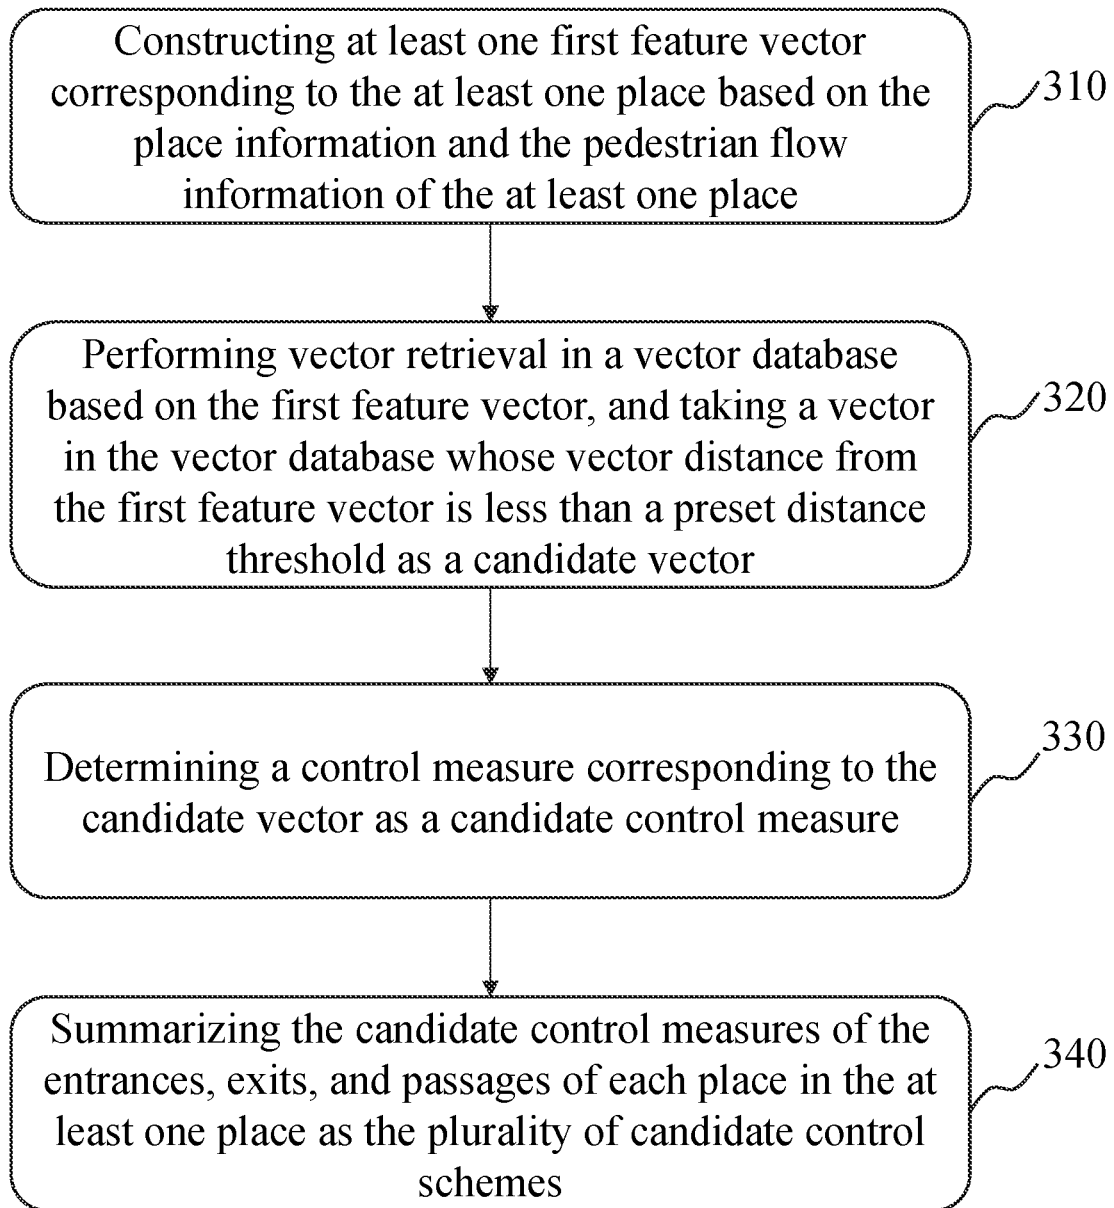 Constructing at least one first feature vector
corresponding to the at least one place based on the
place information and the pedestrian flow
information of the at least one place
310
Performing vector retrieval in a vector database
based on the first feature vector, and taking a vector
in the vector database whose vector distance from
the first feature vector is less than a preset distance
threshold as a candidate vector
320
Determining a control measure corresponding to the
candidate vector as a candidate control measure
330
Summarizing the candidate control measures of the
entrances, exits, and passages of each place in the at
least one place as the plurality of candidate control
schemes
340